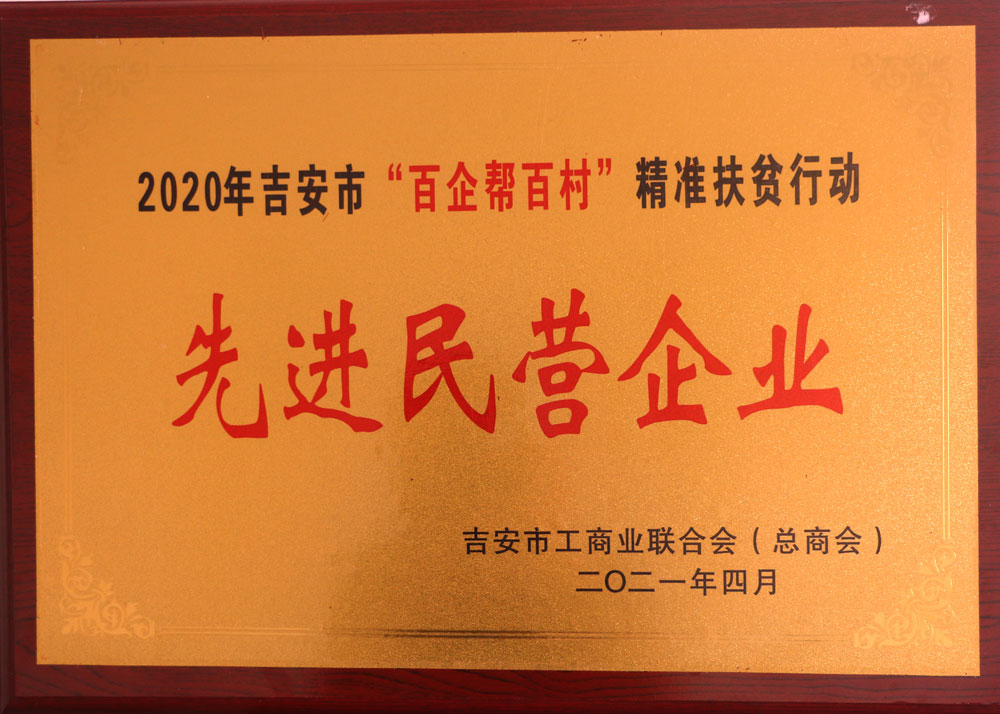 2020年吉安市“百企帮百村”精准扶贫行动
先进民营企业
吉安市工商业联合会（总商会）
二〇二一年四月